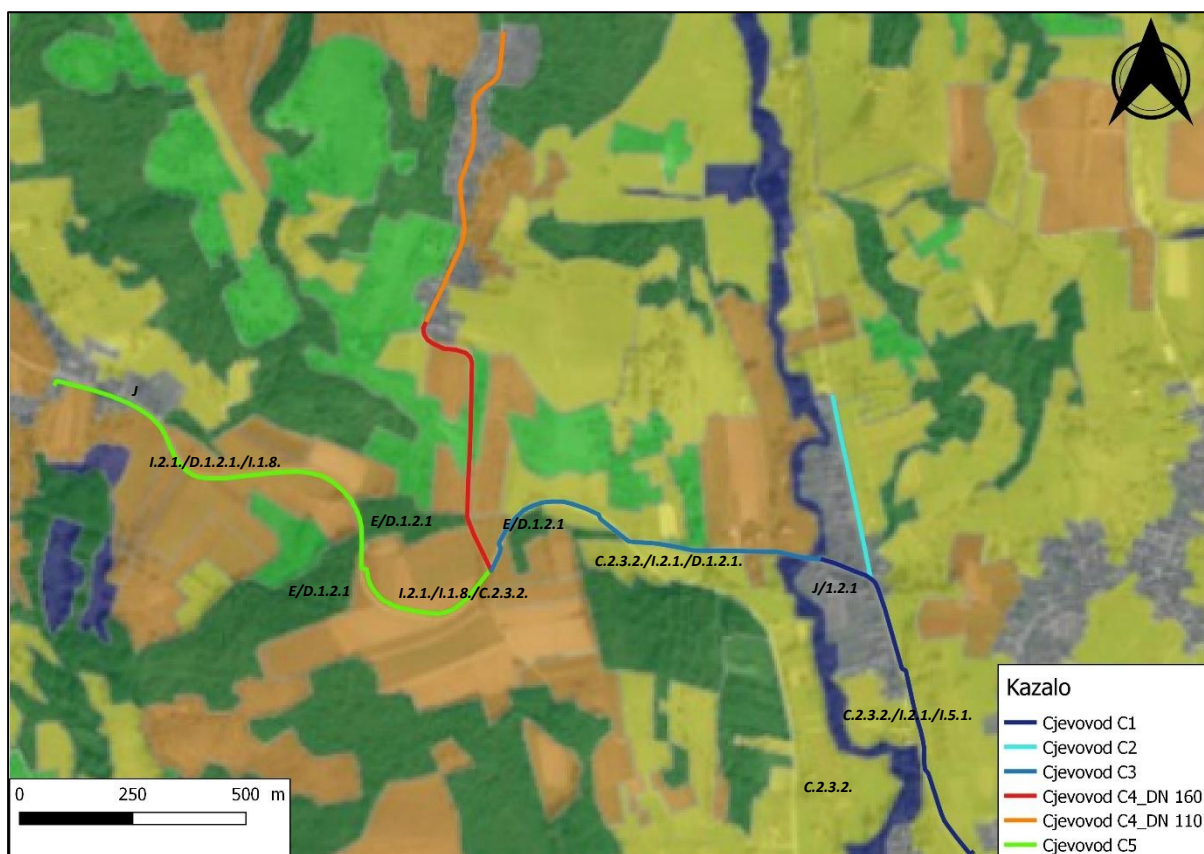 J
I.2.1./D.1.2.1./I.1.8.
E/D.1.2.1
E/D.1.2.1
E/D.1.2.1
I.2.1./I.1.8./C.2.3.2.
C.2.3.2./I.2.1./D.1.2.1.
J/1.2.1
C.2.3.2./I.2.1./I.5.1.
C.2.3.2.
Kazalo
Cjevovod C1
Cjevovod C2
Cjevovod C3
Cjevovod C4_DN 160
Cjevovod C4_DN 110
Cjevovod C5
0 250 500 m